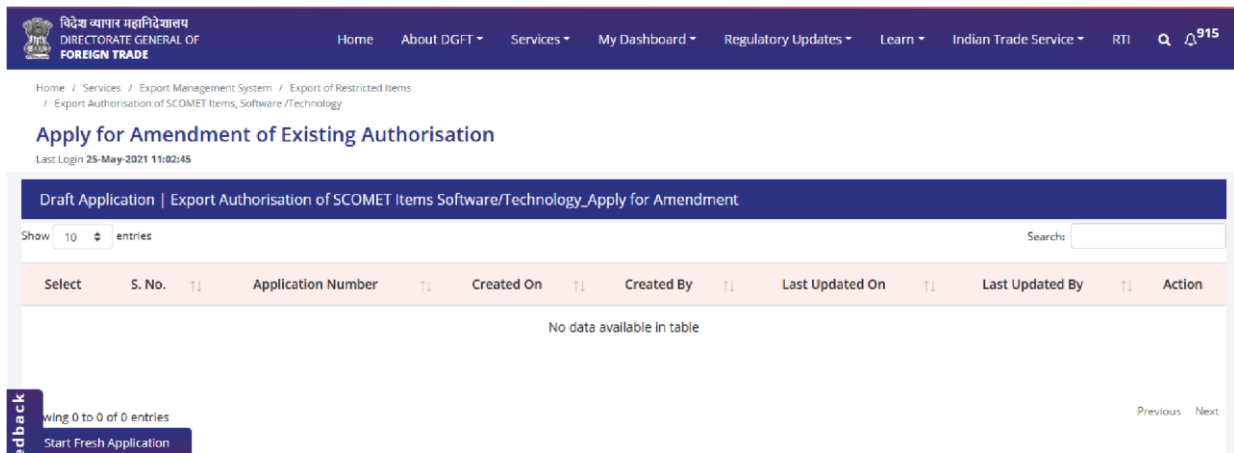 विदेश व्यापार महानिदेशालय
DIRECTORATE GENERAL OF
FOREIGN TRADE
Home About DGFT Services My Dashboard Regulatory Updates Learn Indian Trade Service RTI 915
Home / Services / Export Management System / Export of Restricted Items
/ Export Authorisation of SCOMET Items, Software /Technology
Apply for Amendment of Existing Authorisation
Last Login 25-May-2021 11:02:45
Draft Application | Export Authorisation of SCOMET Items Software/Technology_Apply for Amendment
Show 10 entries Search:
Select S. No. Application Number Created On Created By Last Updated On Last Updated By Action
No data available in table
wing 0 to 0 of 0 entries Previous Next
edback
Start Fresh Application